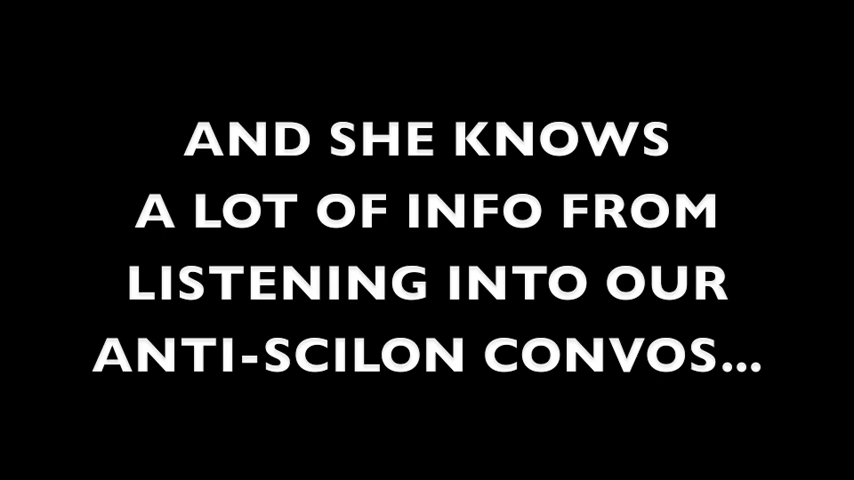 AND SHE KNOWS
A LOT OF INFO FROM
LISTENING INTO OUR
ANTI-SCILON CONVOS...